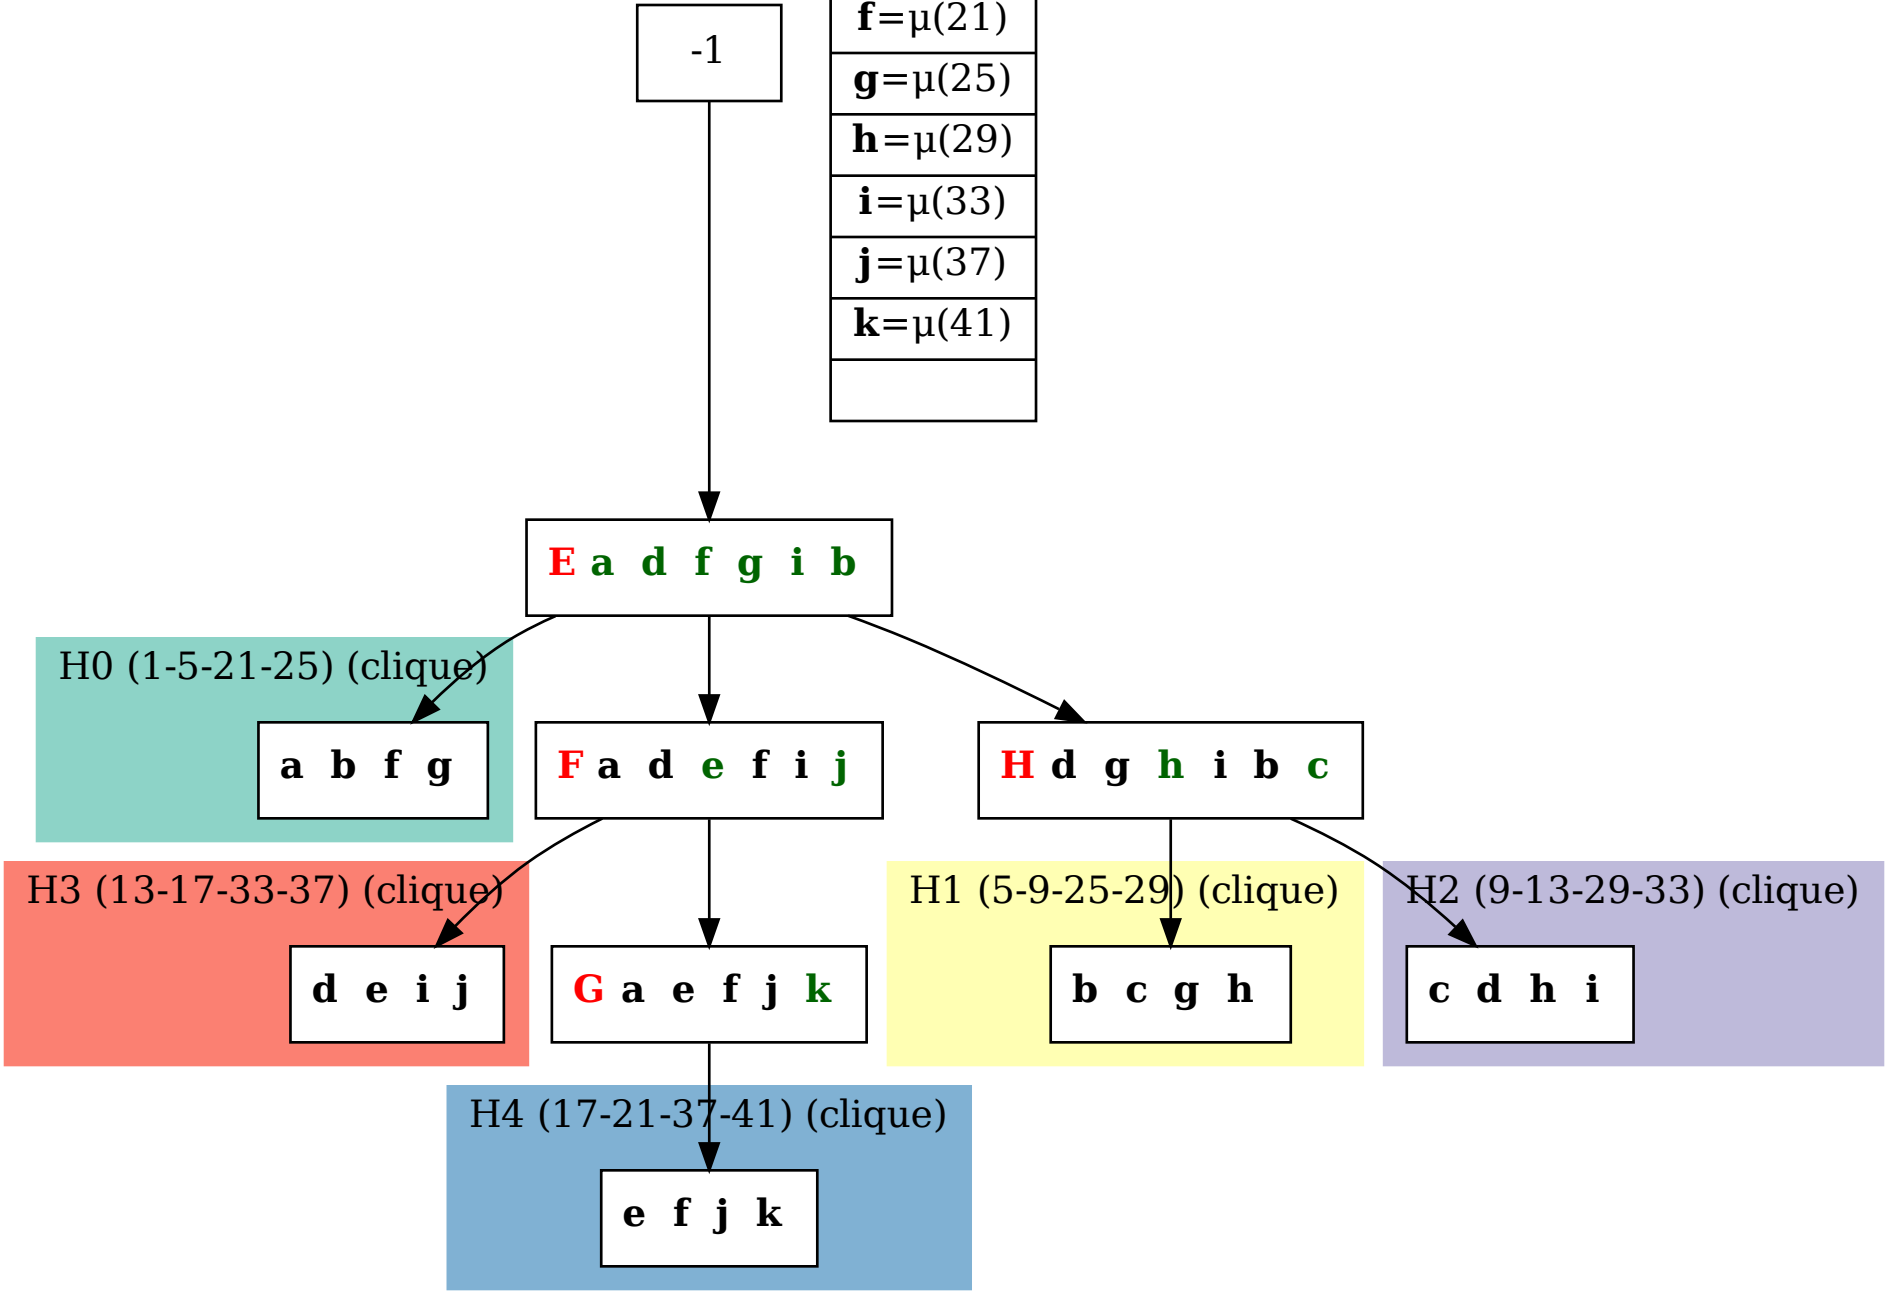 -1
f=μ(21)
g=μ(25)
h=μ(29)
i=μ(33)
j=μ(37)
k=μ(41)
E a d f g i b
H0 (1-5-21-25) (clique)
a b f g
F a d e f i j
H d g h i b c
H3 (13-17-33-37) (clique)
d e i j
G a e f j k
H1 (5-9-25-29) (clique)
b c g h
H2 (9-13-29-33) (clique)
c d h i
H4 (17-21-37-41) (clique)
e f j k